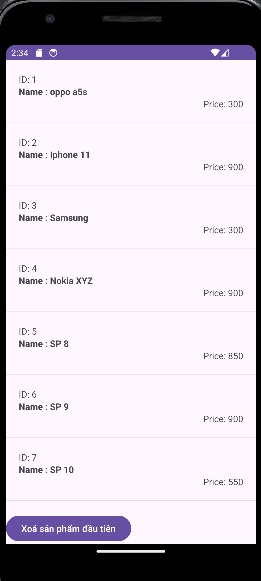 2:34
ID: 1
Name : oppo a5s
Price: 300
ID: 2
Name : Iphone 11
Price: 900
ID: 3
Name : Samsung
Price: 300
ID: 4
Name : Nokia XYZ
Price: 900
ID: 5
Name : SP 8
Price: 850
ID: 6
Name : SP 9
Price: 900
ID: 7
Name : SP 10
Price: 550
Xoá sản phẩm đầu tiên